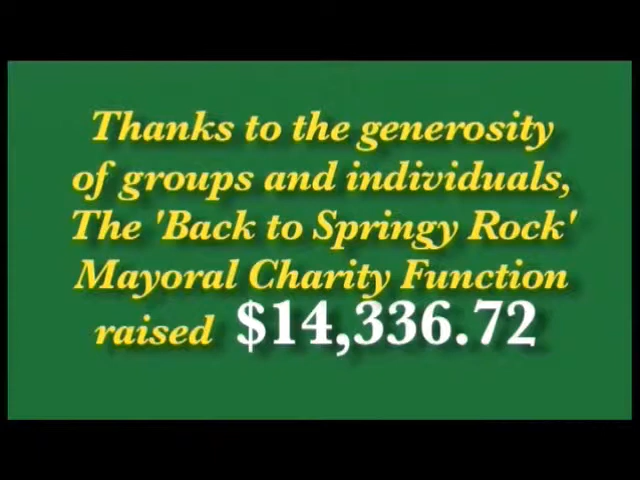 Thanks to the generosity
of groups and individuals,
The 'Back to Springy Rock'
Mayoral Charity Function
raised $14,336.72